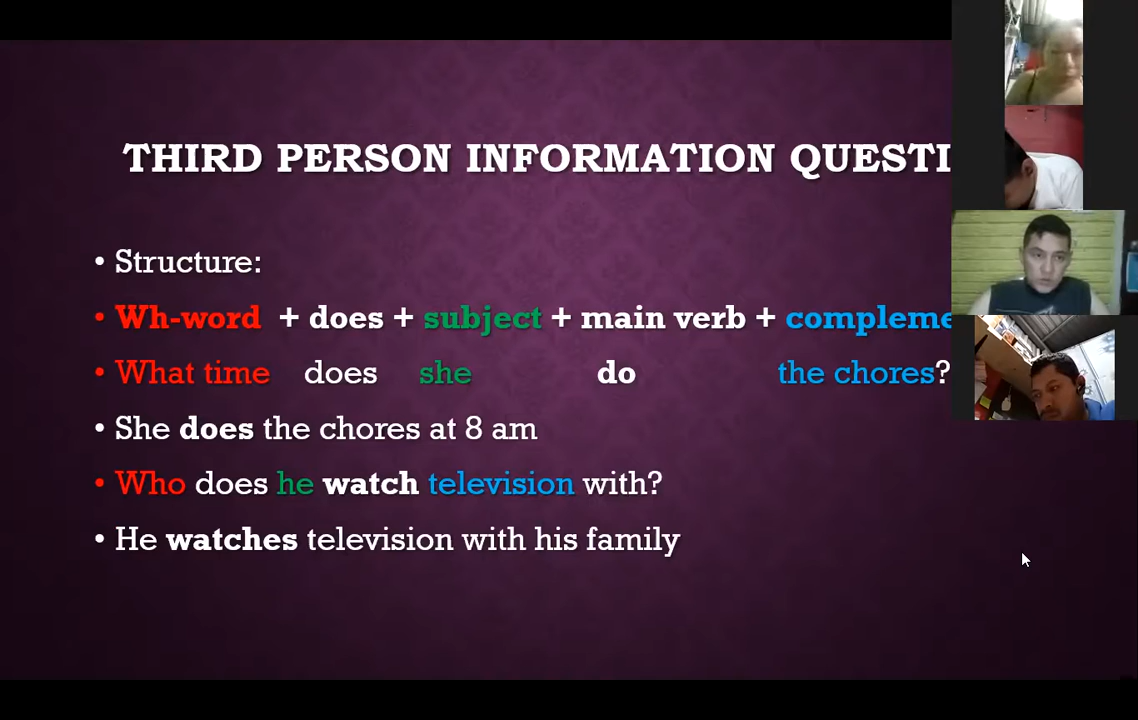 THIRD PERSON INFORMATION QUESTI
• Structure:
• Wh-word + does + subject + main verb + compleme
• What time does she do the chores?
• She does the chores at 8 am
• Who does he watch television with?
• He watches television with his family